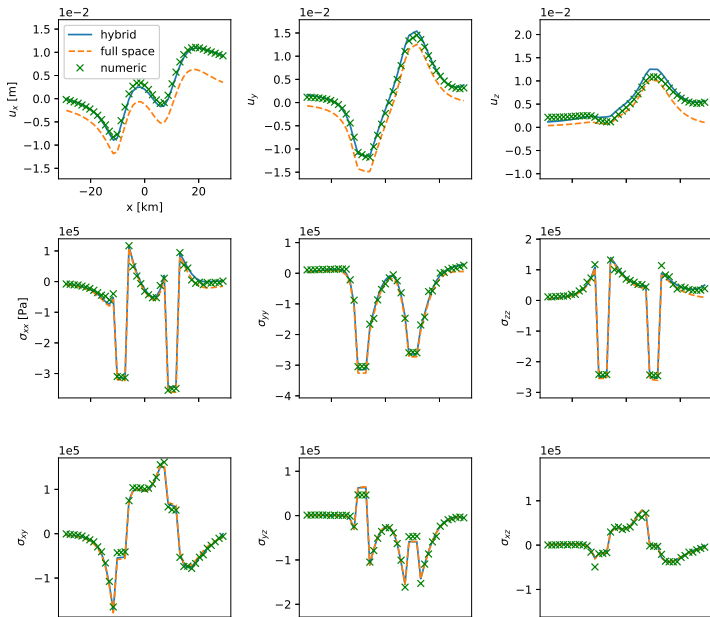 1e−2
1.5
1.0
0.5
0.0
−0.5
−1.0
−1.5
u_x [m]
hybrid
full space
numeric
−20
0
20
x [km]
1e−2
1.5
1.0
0.5
0.0
−0.5
−1.0
−1.5
u_y
1e−2
1.5
1.0
0.5
0.0
−0.5
−1.0
u_z
1e5
1
0
−1
−2
−3
σ_xx [Pa]
1e5
1
0
−1
−2
−3
−4
σ_yy
1e5
2
1
0
−1
−2
−3
σ_zz
1e5
1
0
−1
σ_xy
1e5
1
0
−1
−2
σ_yz
1e5
1
0
−1
σ_xz